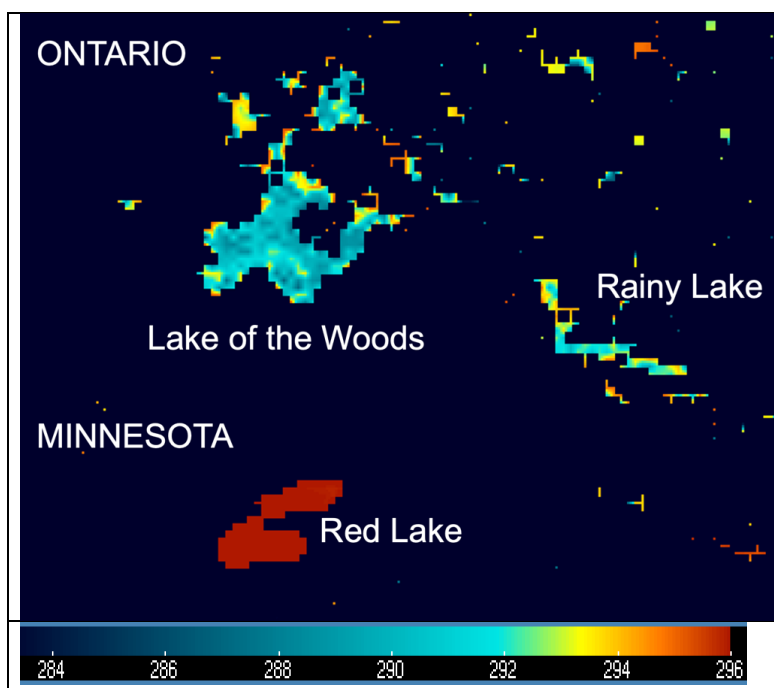 ONTARIO
Rainy Lake
Lake of the Woods
MINNESOTA
Red Lake
284 286 288 290 292 294 296